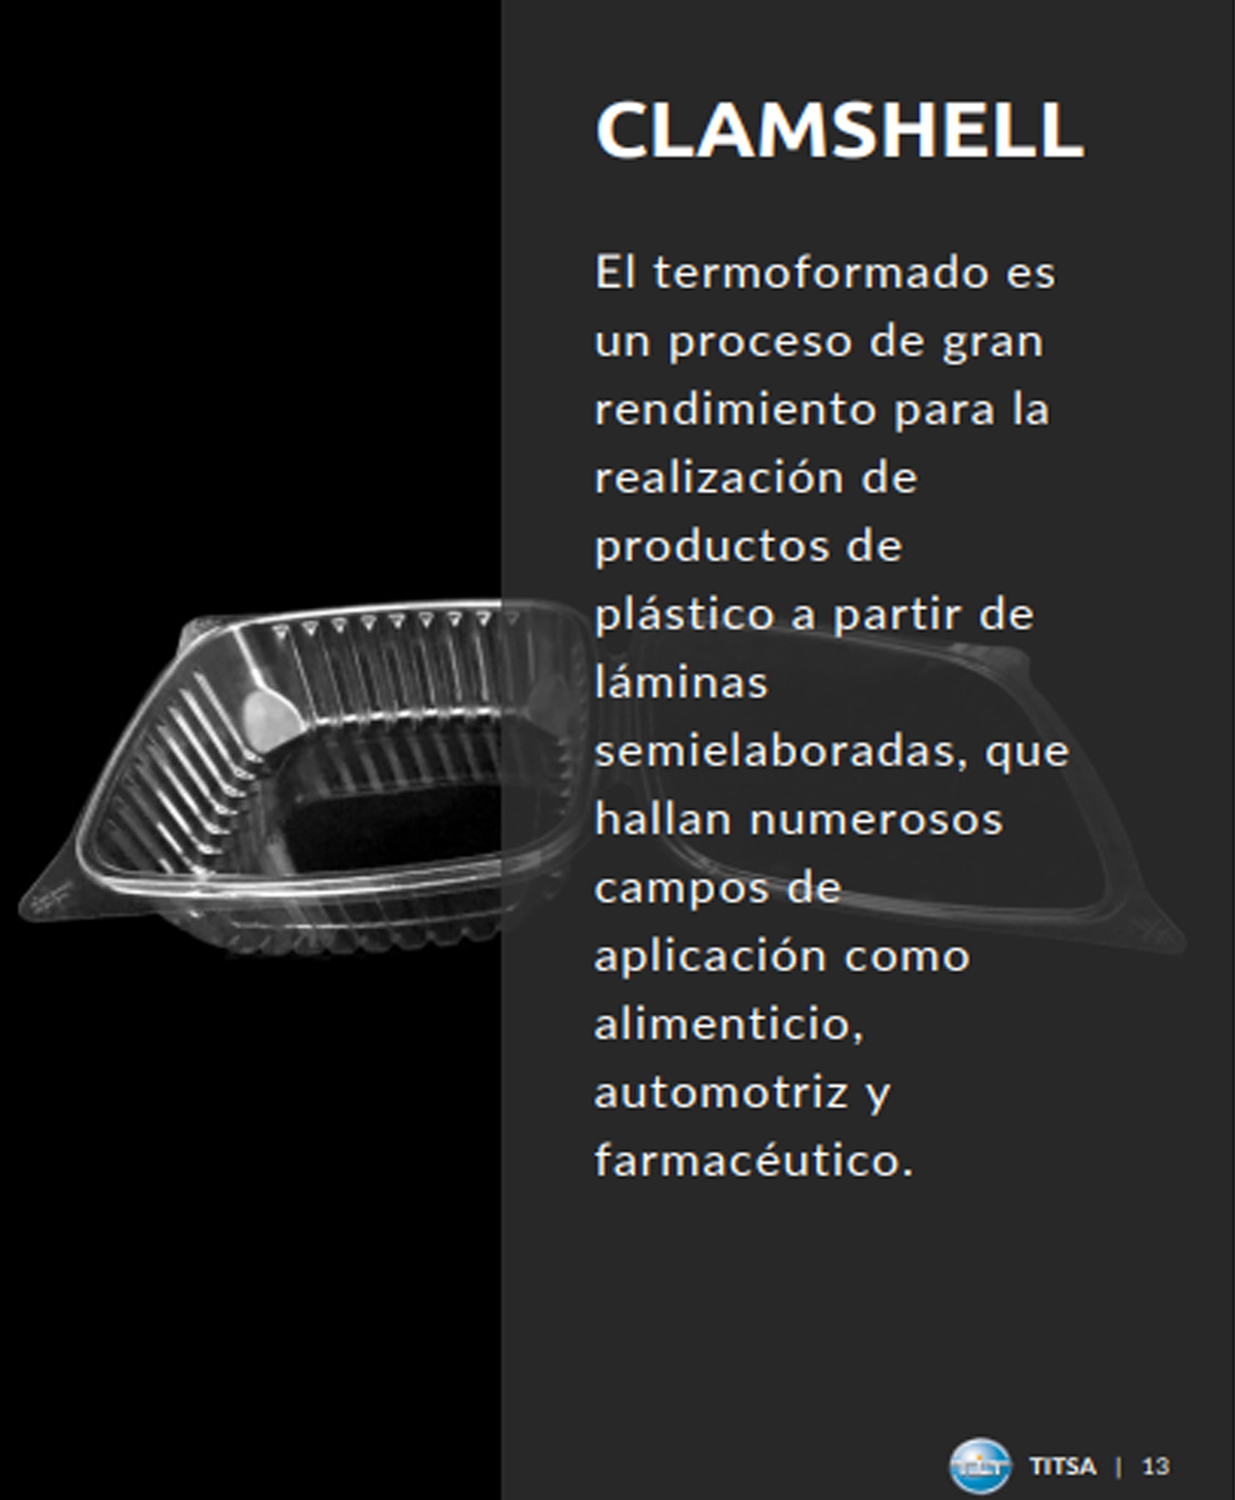 CLAMSHELL
El termoformado es
un proceso de gran
rendimiento para la
realización de
productos de
plástico a partir de
láminas
semielaboradas, que
hallan numerosos
campos de
aplicación como
alimenticio,
automotriz y
farmacéutico.
TITSA | 13